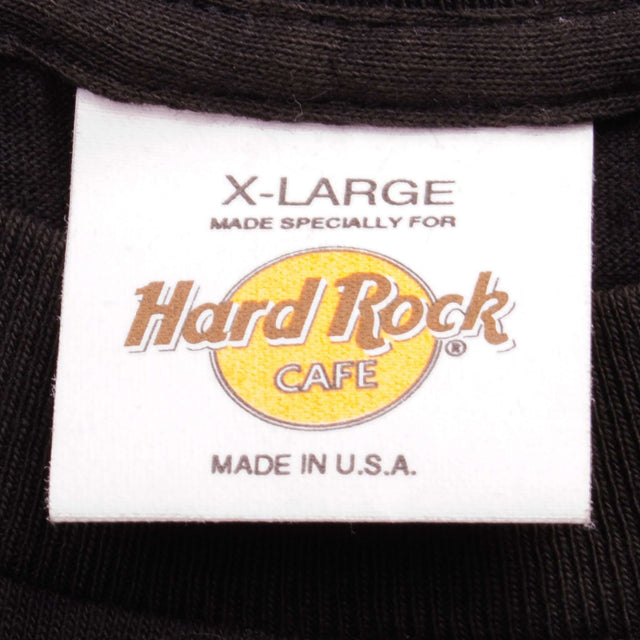 X-LARGE
MADE SPECIALLY FOR
Hard Rock
CAFE
®
MADE IN U.S.A.